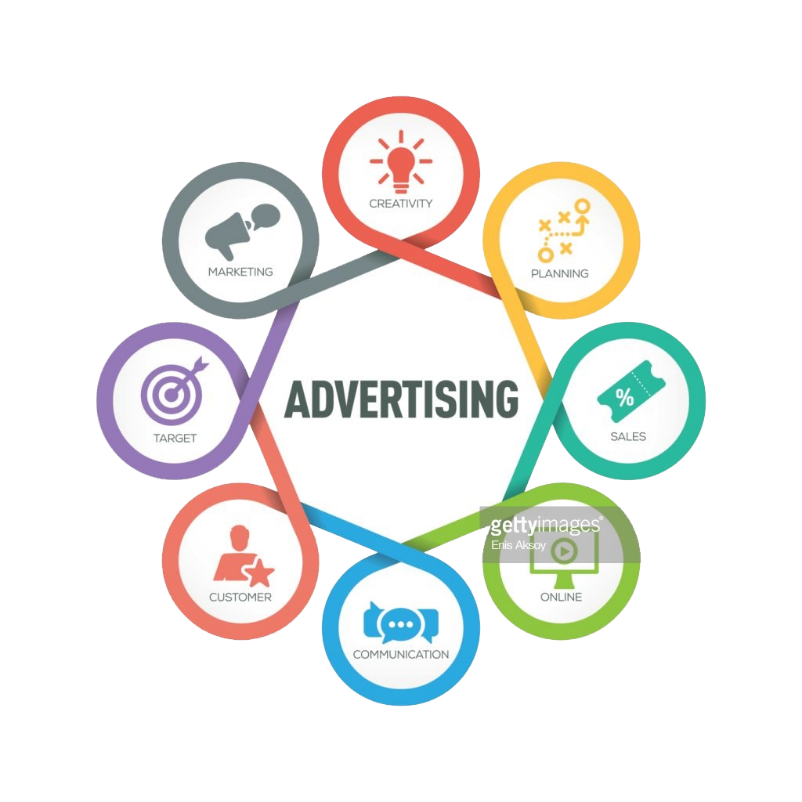 CREATIVITY
MARKETING
PLANNING
ADVERTISING
%
TARGET
SALES
gettyimages®
Enis Aksoy
CUSTOMER
ONLINE
COMMUNICATION